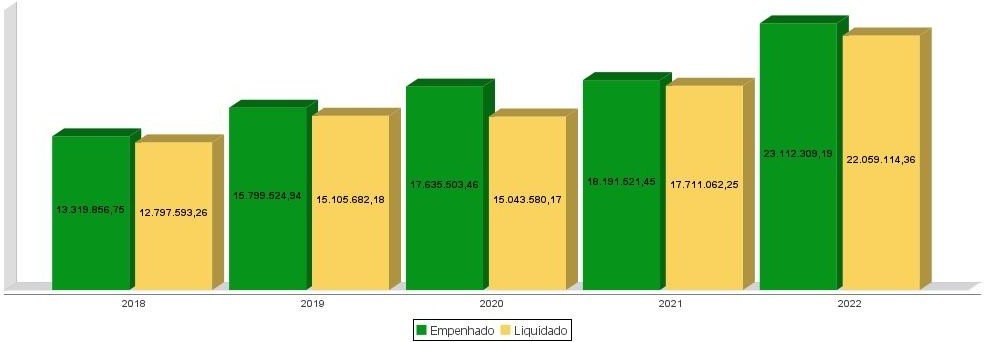 13.319.856,75 12.797.593,26
15.799.524,94 15.105.682,18
17.635.503,46 15.043.580,17
18.191.521,45 17.711.062,25
23.112.309,19 22.059.114,36
2018 2019 2020 2021 2022
Empenhado Liquidado